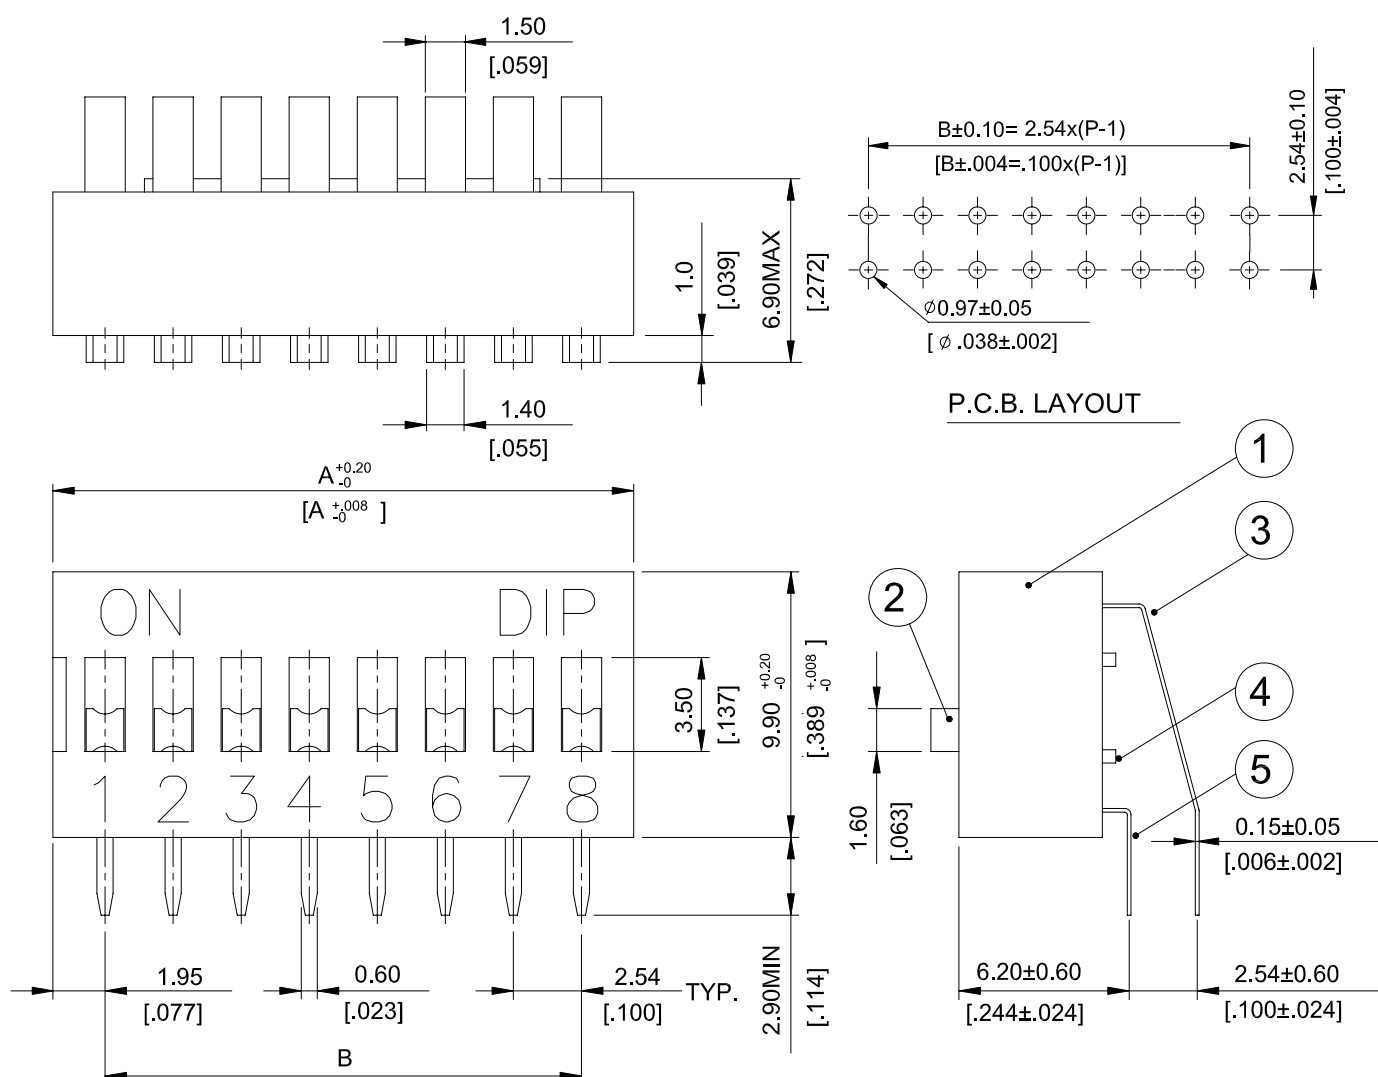 1.50
[.059]
1.0
[.039]
6.90MAX
[.272]
1.40
[.055]
B±0.10= 2.54x(P-1)
[B±.004=.100x(P-1)]
2.54±0.10
[.100±.004]
⌀0.97±0.05
[ ⌀ .038±.002]
P.C.B. LAYOUT
A +0.20 -0
[A +.008 -0 ]
ON DIP
1 2 3 4 5 6 7 8
3.50
[.137]
9.90 +0.20 -0
[.389 +.008 -0 ]
2.90MIN
[.114]
1.95
[.077]
0.60
[.023]
2.54
[.100]
TYP.
B
1
3
2
4
5
1.60
[.063]
0.15±0.05
[.006±.002]
6.20±0.60
[.244±.024]
2.54±0.60
[.100±.024]